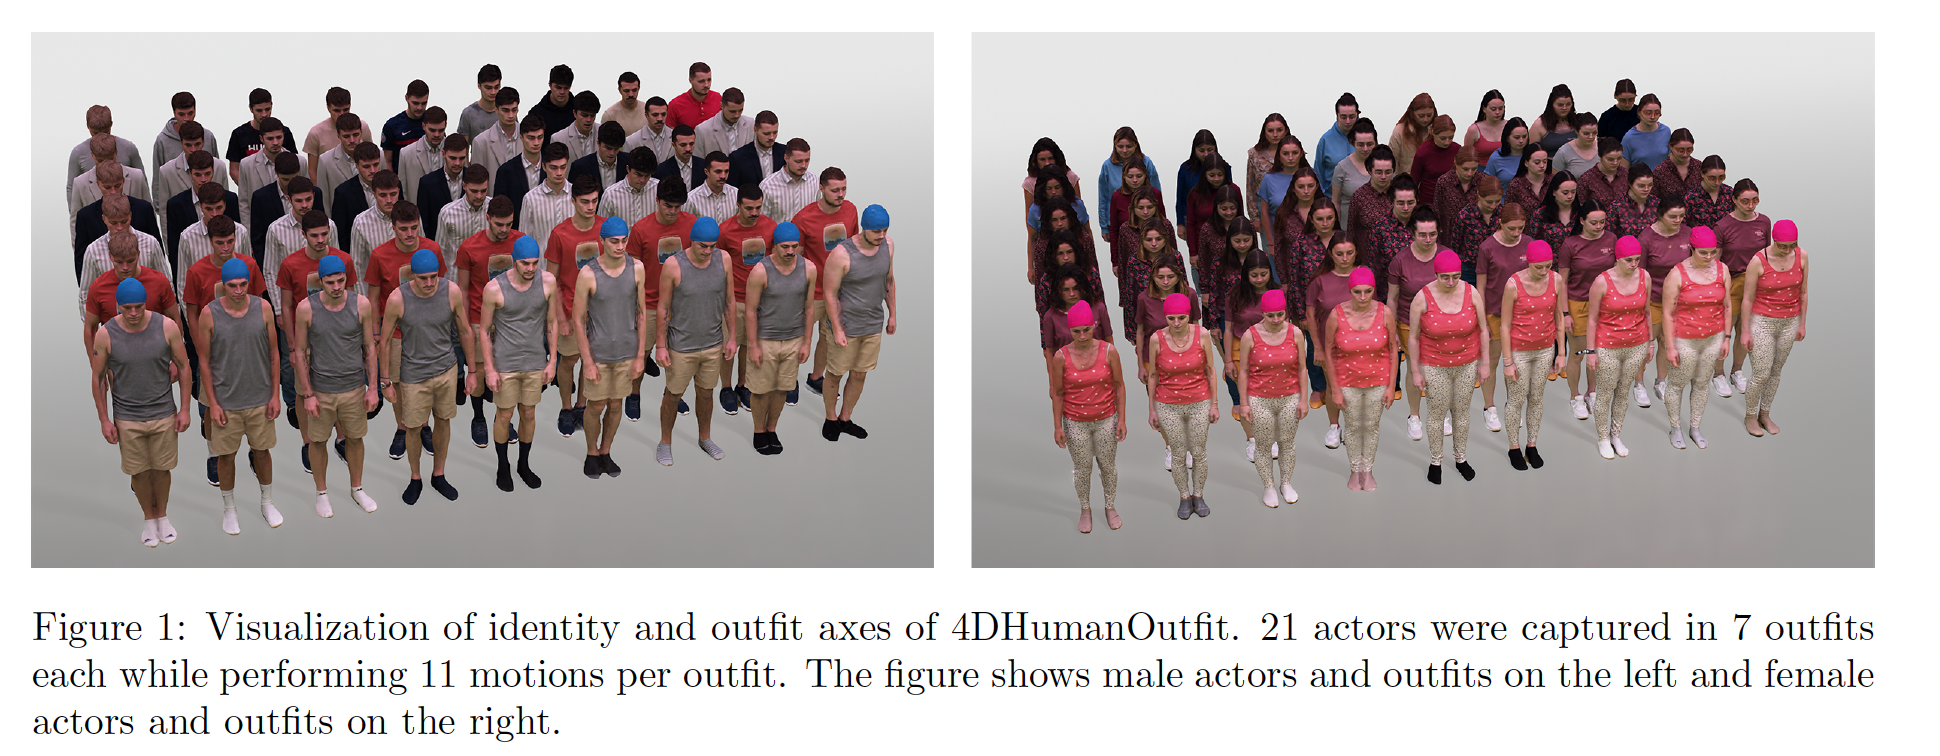 HU
Figure 1: Visualization of identity and outfit axes of 4DHumanOutfit. 21 actors were captured in 7 outfits
each while performing 11 motions per outfit. The figure shows male actors and outfits on the left and female
actors and outfits on the right.